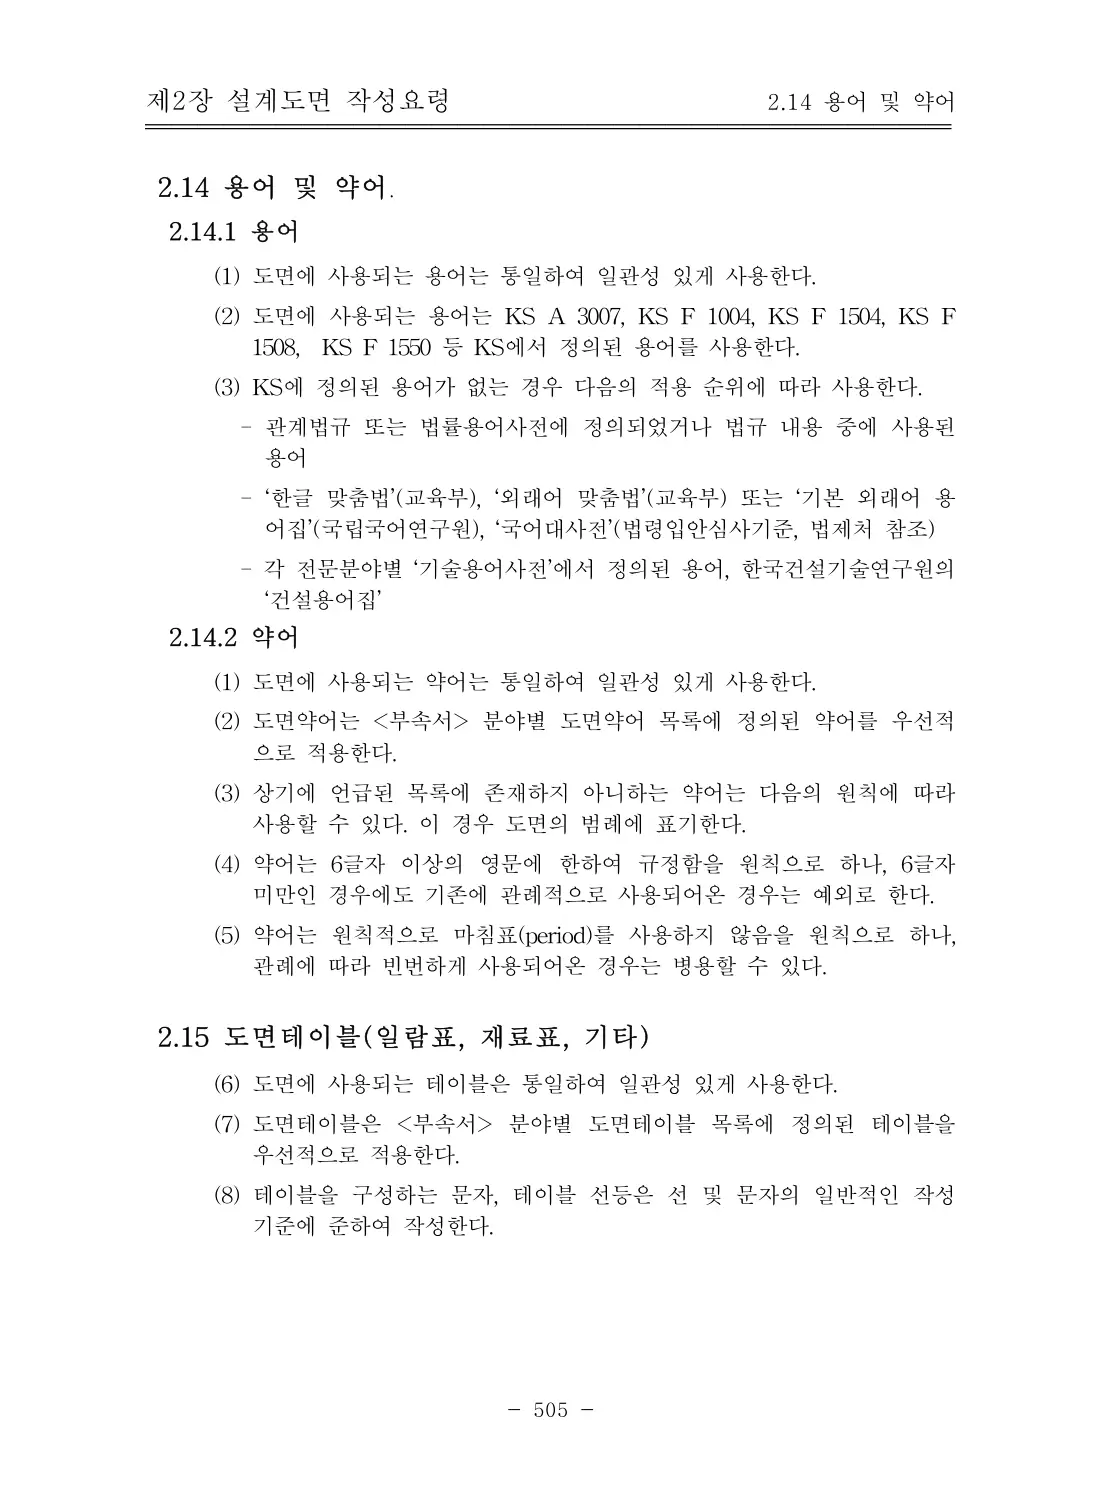 제2장 설계도면 작성요령
2.14 용어 및 약어
2.14 용어 및 약어.
2.14.1 용어
(1) 도면에 사용되는 용어는 통일하여 일관성 있게 사용한다.
(2) 도면에 사용되는 용어는 KS A 3007, KS F 1004, KS F 1504, KS F
1508, KS F 1550 등 KS에서 정의된 용어를 사용한다.
(3) KS에 정의된 용어가 없는 경우 다음의 적용 순위에 따라 사용한다.
- 관계법규 또는 법률용어사전에 정의되었거나 법규 내용 중에 사용된
용어
- ‘한글 맞춤법’(교육부), ‘외래어 맞춤법’(교육부) 또는 ‘기본 외래어 용
어집’(국립국어연구원), ‘국어대사전’(법령입안심사기준, 법제처 참조)
- 각 전문분야별 ‘기술용어사전’에서 정의된 용어, 한국건설기술연구원의
‘건설용어집’
2.14.2 약어
(1) 도면에 사용되는 약어는 통일하여 일관성 있게 사용한다.
(2) 도면약어는 <부속서> 분야별 도면약어 목록에 정의된 약어를 우선적
으로 적용한다.
(3) 상기에 언급된 목록에 존재하지 아니하는 약어는 다음의 원칙에 따라
사용할 수 있다. 이 경우 도면의 범례에 표기한다.
(4) 약어는 6글자 이상의 영문에 한하여 규정함을 원칙으로 하나, 6글자
미만인 경우에도 기존에 관례적으로 사용되어온 경우는 예외로 한다.
(5) 약어는 원칙적으로 마침표(period)를 사용하지 않음을 원칙으로 하나,
관례에 따라 빈번하게 사용되어온 경우는 병용할 수 있다.
2.15 도면테이블(일람표, 재료표, 기타)
(6) 도면에 사용되는 테이블은 통일하여 일관성 있게 사용한다.
(7) 도면테이블은 <부속서> 분야별 도면테이블 목록에 정의된 테이블을
우선적으로 적용한다.
(8) 테이블을 구성하는 문자, 테이블 선등은 선 및 문자의 일반적인 작성
기준에 준하여 작성한다.
- 505 -